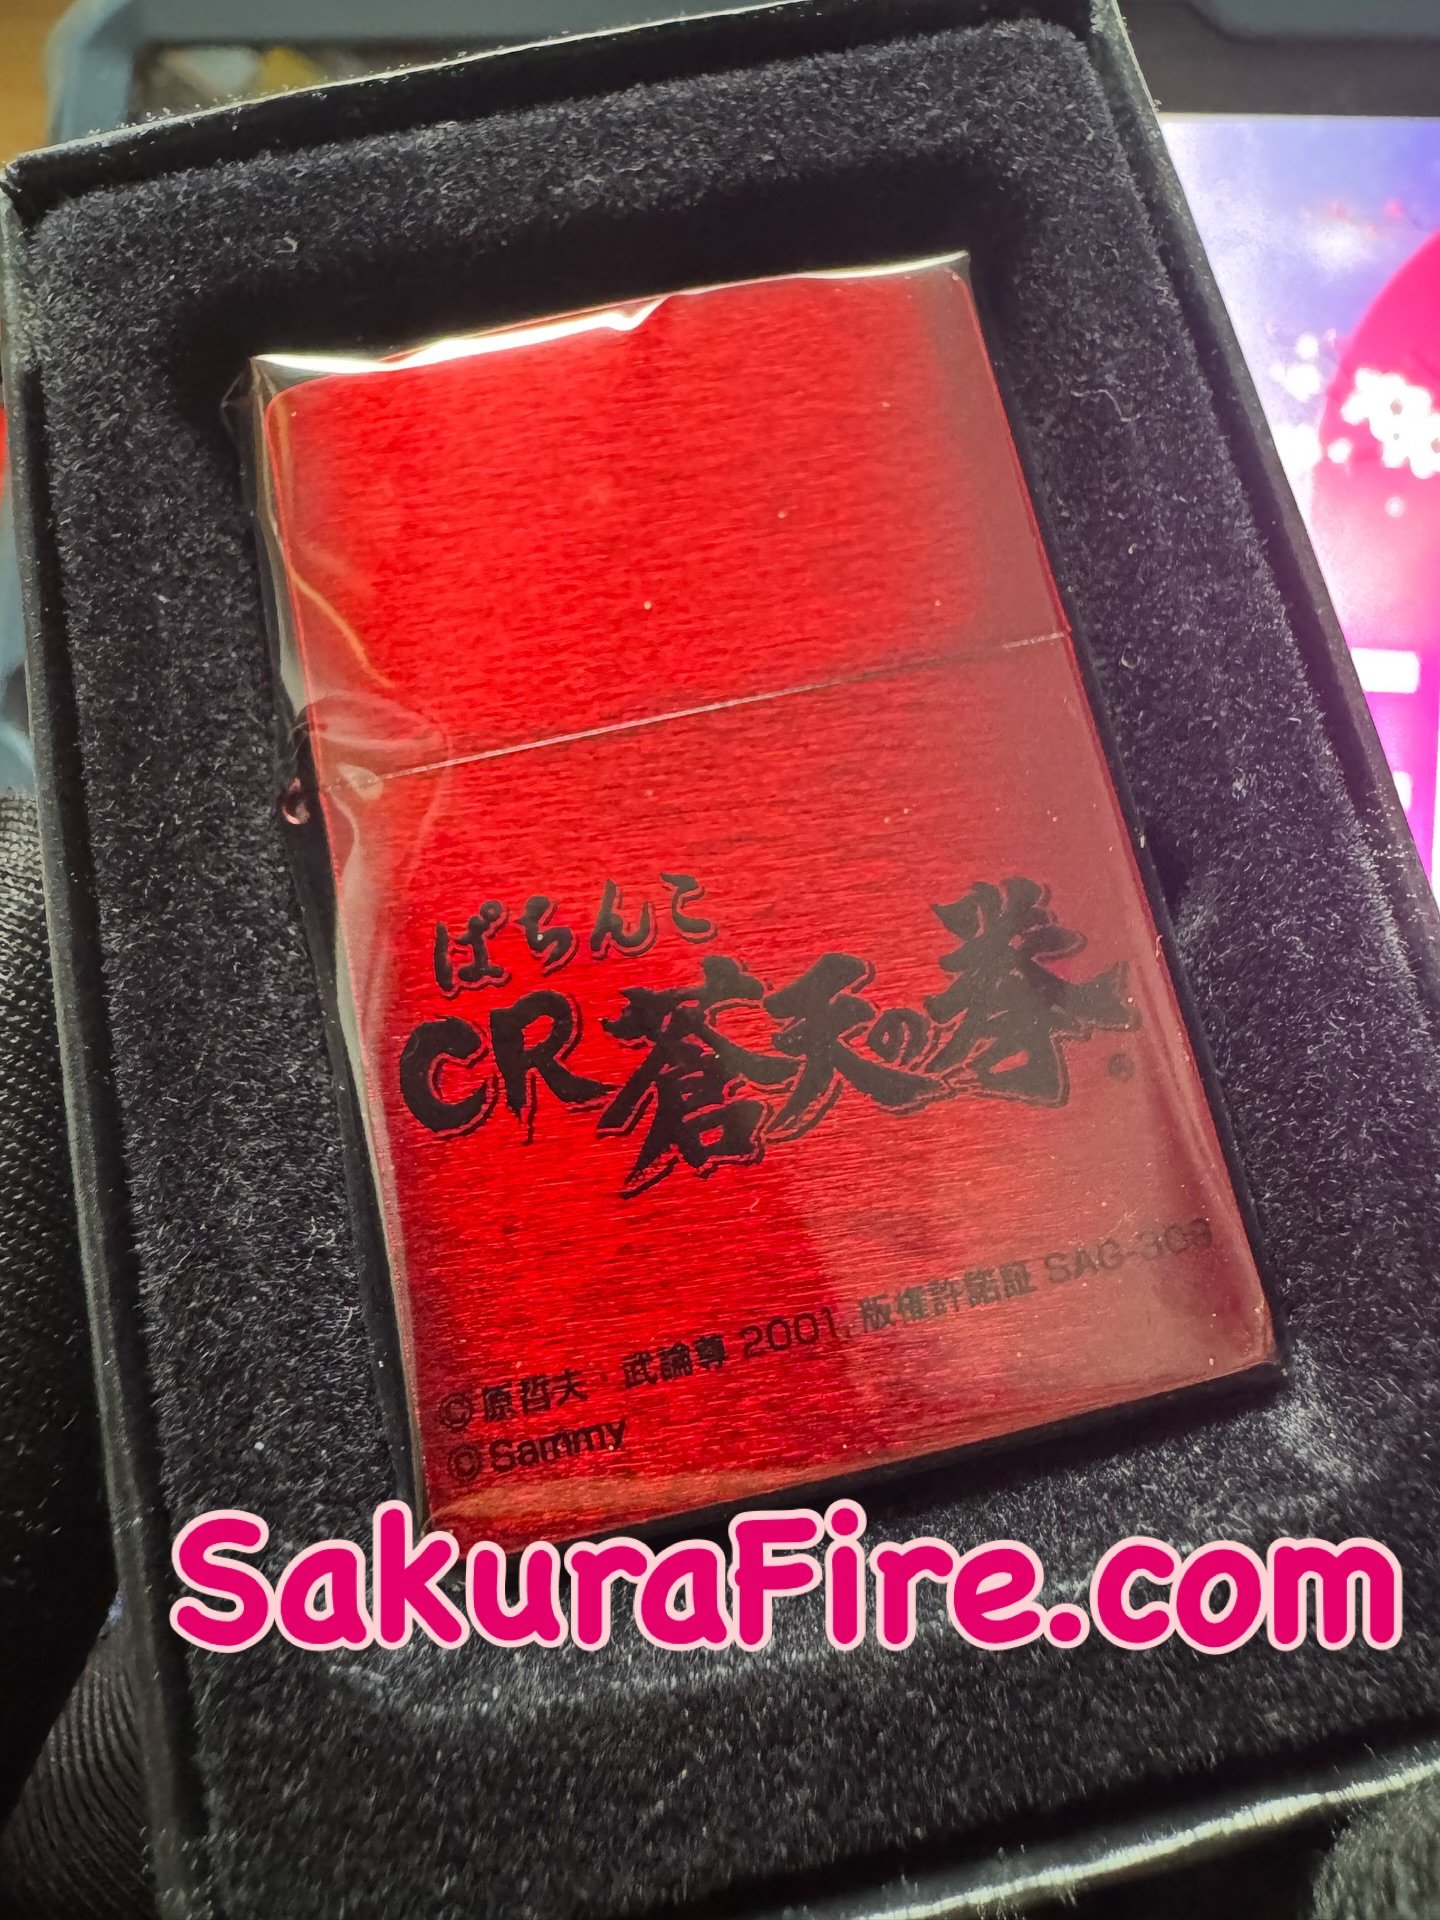 ぱちんこ
CR蒼天の拳
®
©原哲夫・武論尊 2001, 版権許諾証 SAG-309
©Sammy
SakuraFire.com